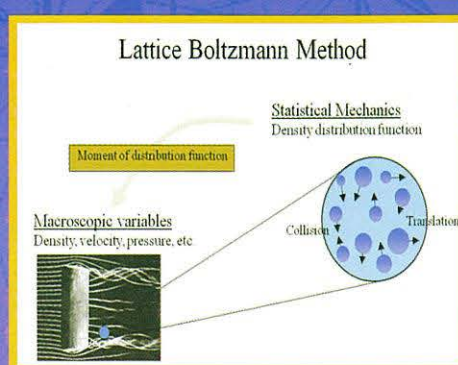 Lattice Boltzmann Method
Statistical Mechanics
Density distribution function
Moment of distribution function
Macroscopic variables
Density, velocity, pressure, etc
Collision
Translation